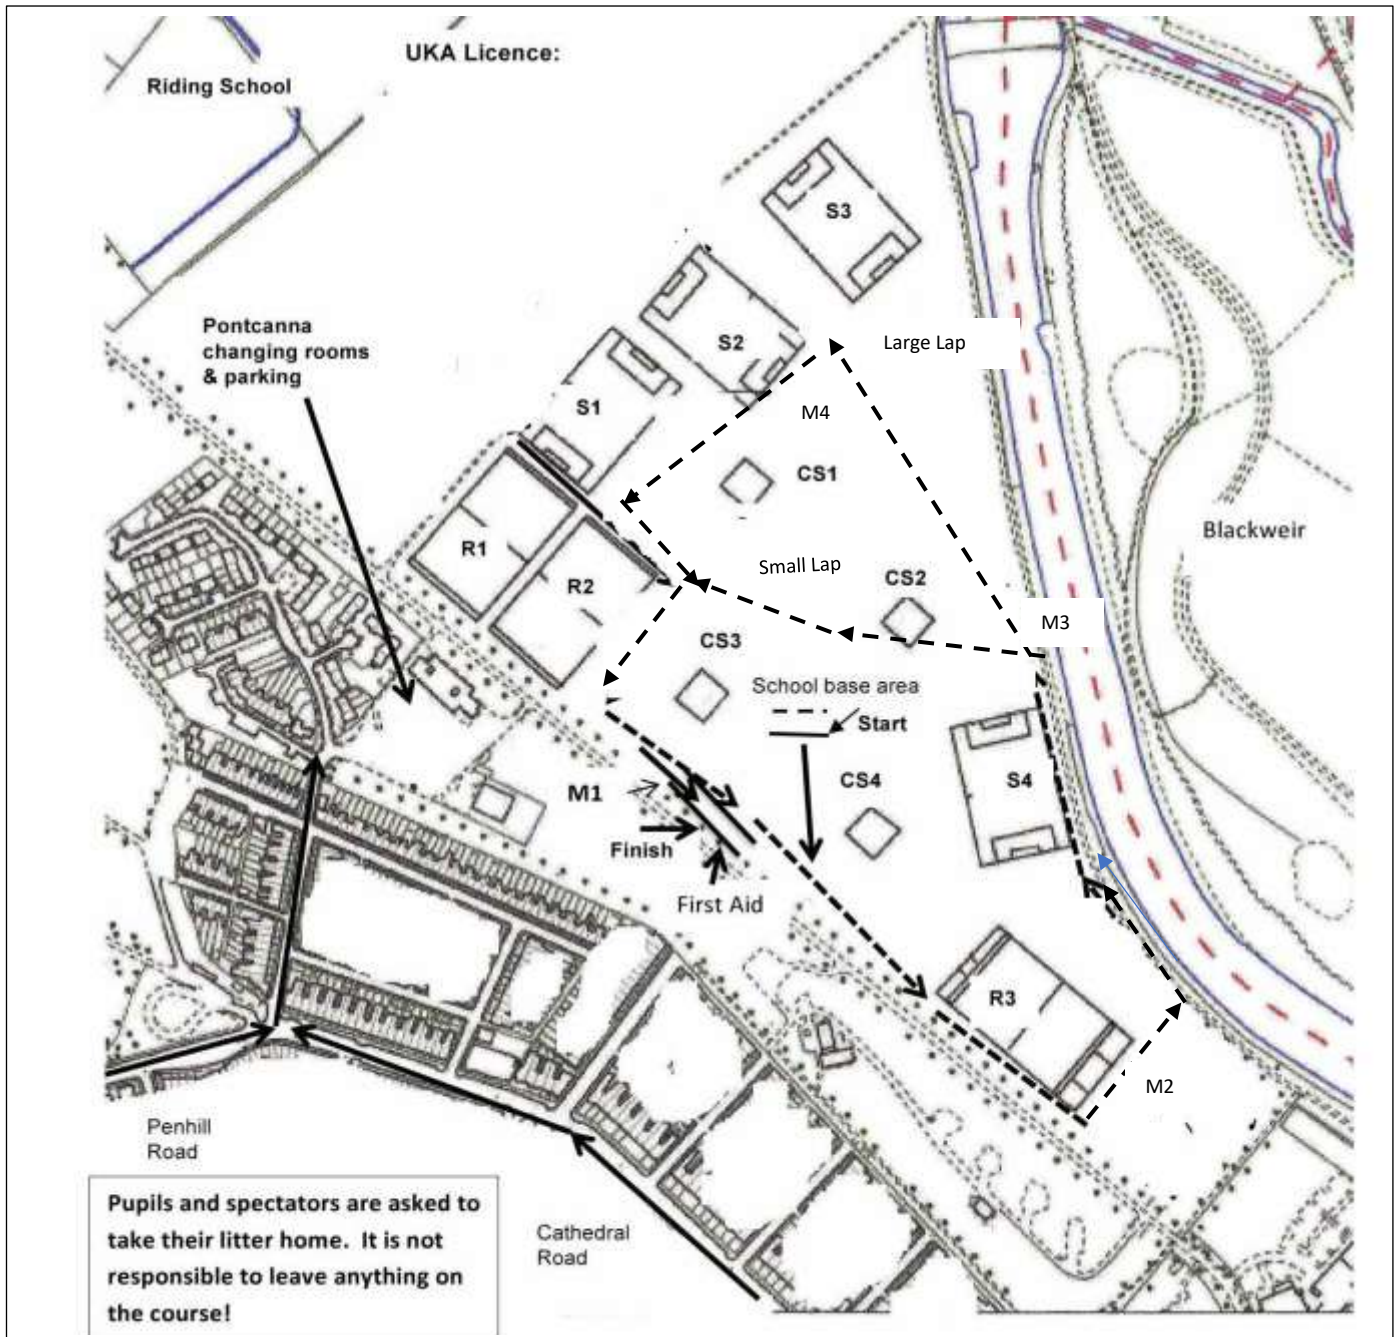 UKA Licence:
Riding School
S3
Pontcanna
changing rooms
& parking
S2
Large Lap
S1
M4
CS1
Blackweir
R1
R2
Small Lap
CS2
M3
CS3
School base area
Start
M1
CS4
S4
Finish
First Aid
R3
M2
Penhill
Road
Cathedral
Road
Pupils and spectators are asked to
take their litter home. It is not
responsible to leave anything on
the course!